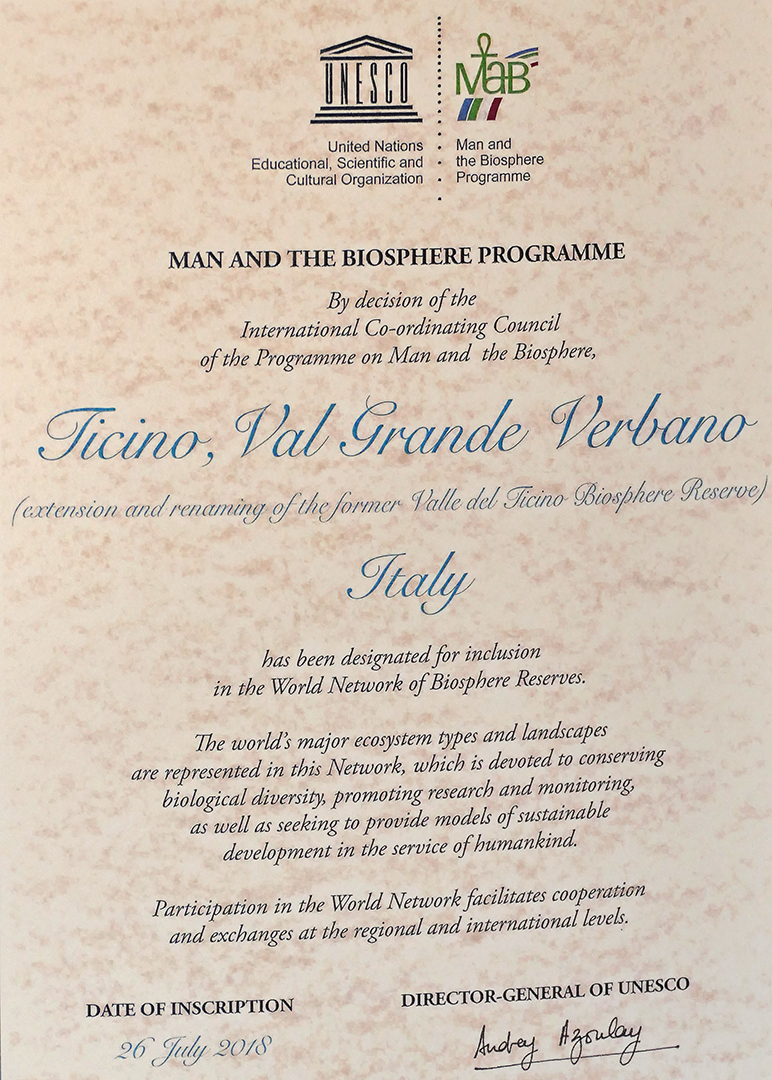 UNESCO
MaB
United Nations
Educational, Scientific and
Cultural Organization
Man and
the Biosphere
Programme
MAN AND THE BIOSPHERE PROGRAMME
By decision of the
International Co-ordinating Council
of the Programme on Man and the Biosphere,
Ticino, Val Grande Verbano
(extension and renaming of the former Valle del Ticino Biosphere Reserve)
Italy
has been designated for inclusion
in the World Network of Biosphere Reserves.
The world's major ecosystem types and landscapes
are represented in this Network, which is devoted to conserving
biological diversity, promoting research and monitoring,
as well as seeking to provide models of sustainable
development in the service of humankind.
Participation in the World Network facilitates cooperation
and exchanges at the regional and international levels.
DATE OF INSCRIPTION
26 July 2018
DIRECTOR-GENERAL OF UNESCO
Audrey Azoulay